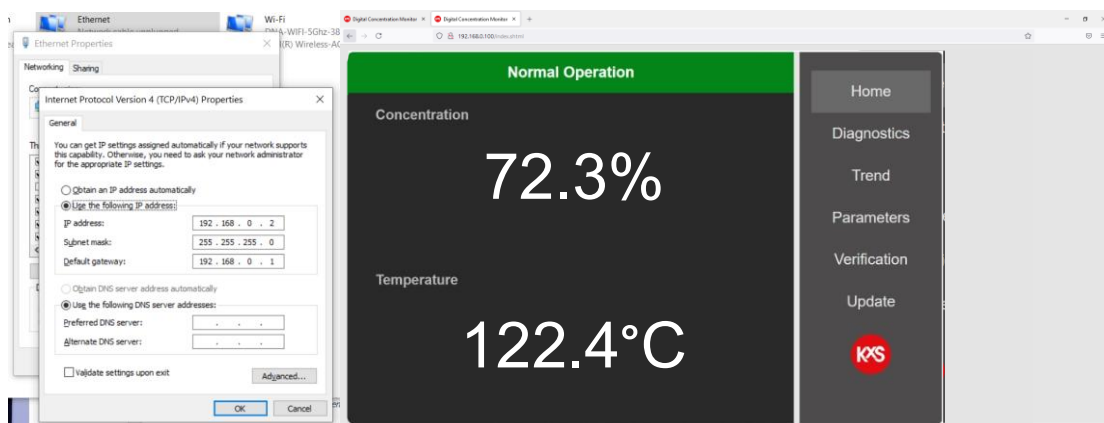 Ethernet
Network cable unplugged
Wi-Fi
Ethernet Properties
Networking Sharing
Internet Protocol Version 4 (TCP/IPv4) Properties
General
You can get IP settings assigned automatically if your network supports
this capability. Otherwise, you need to ask your network administrator
for the appropriate IP settings.
Obtain an IP address automatically
Use the following IP address:
IP address: 192 . 168 . 0 . 2
Subnet mask: 255 . 255 . 255 . 0
Default gateway: 192 . 168 . 0 . 1
Obtain DNS server address automatically
Use the following DNS server addresses:
Preferred DNS server: . . .
Alternate DNS server: . . .
Validate settings upon exit
Advanced...
OK Cancel
Digital Concentration Monitor Digital Concentration Monitor
192.168.0.100/index.shtml
Normal Operation
Concentration
72.3%
Temperature
122.4°C
Home
Diagnostics
Trend
Parameters
Verification
Update
KXS